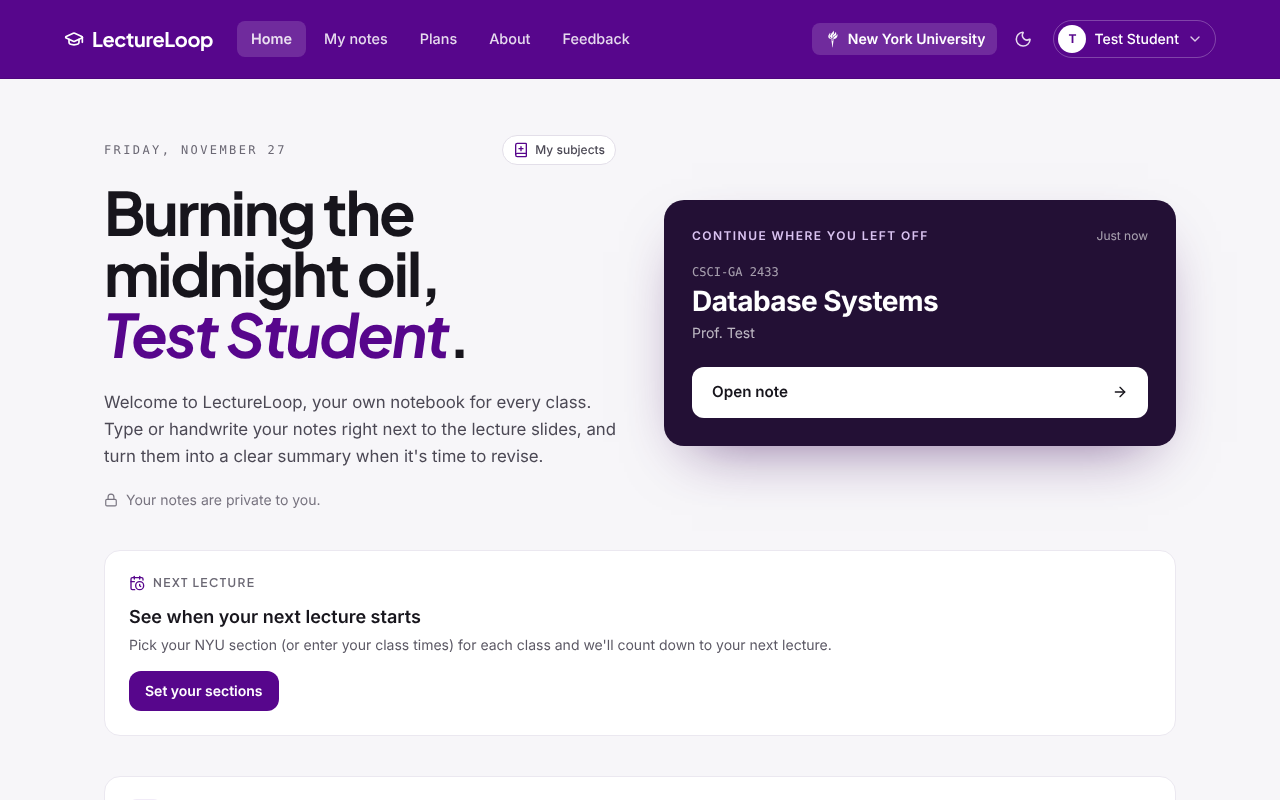 LectureLoop
Home
My notes
Plans
About
Feedback
New York University
T
Test Student
FRIDAY, NOVEMBER 27
My subjects
Burning the
midnight oil,
Test Student.
Welcome to LectureLoop, your own notebook for every class.
Type or handwrite your notes right next to the lecture slides, and
turn them into a clear summary when it's time to revise.
Your notes are private to you.
CONTINUE WHERE YOU LEFT OFF
Just now
CSCI-GA 2433
Database Systems
Prof. Test
Open note
NEXT LECTURE
See when your next lecture starts
Pick your NYU section (or enter your class times) for each class and we'll count down to your next lecture.
Set your sections